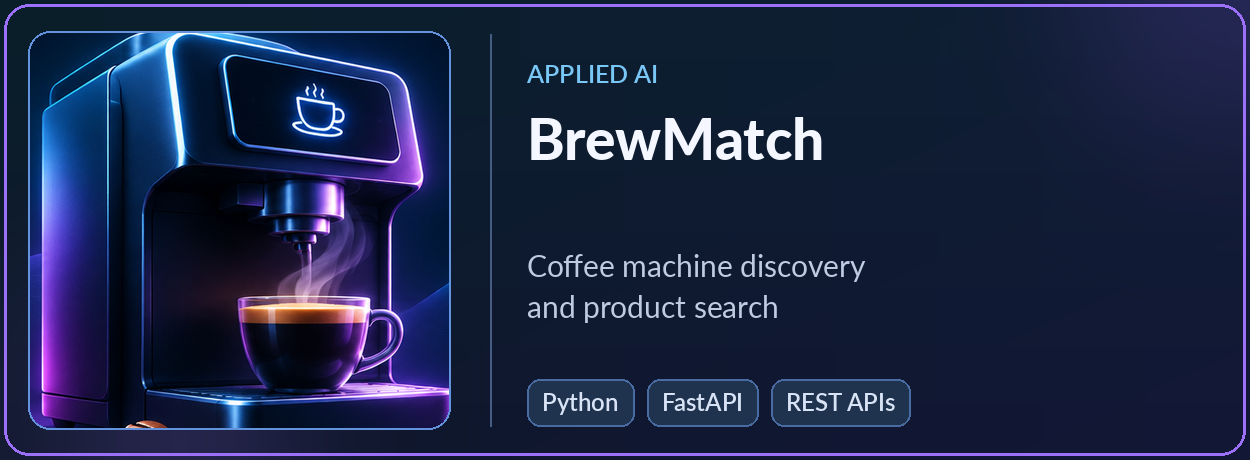 APPLIED AI
BrewMatch
Coffee machine discovery
and product search
Python
FastAPI
REST APIs